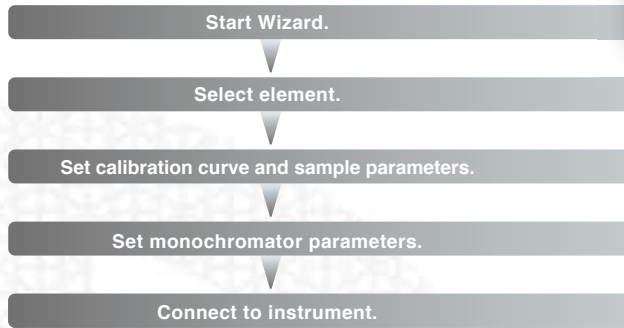 Start Wizard.
Select element.
Set calibration curve and sample parameters.
Set monochromator parameters.
Connect to instrument.